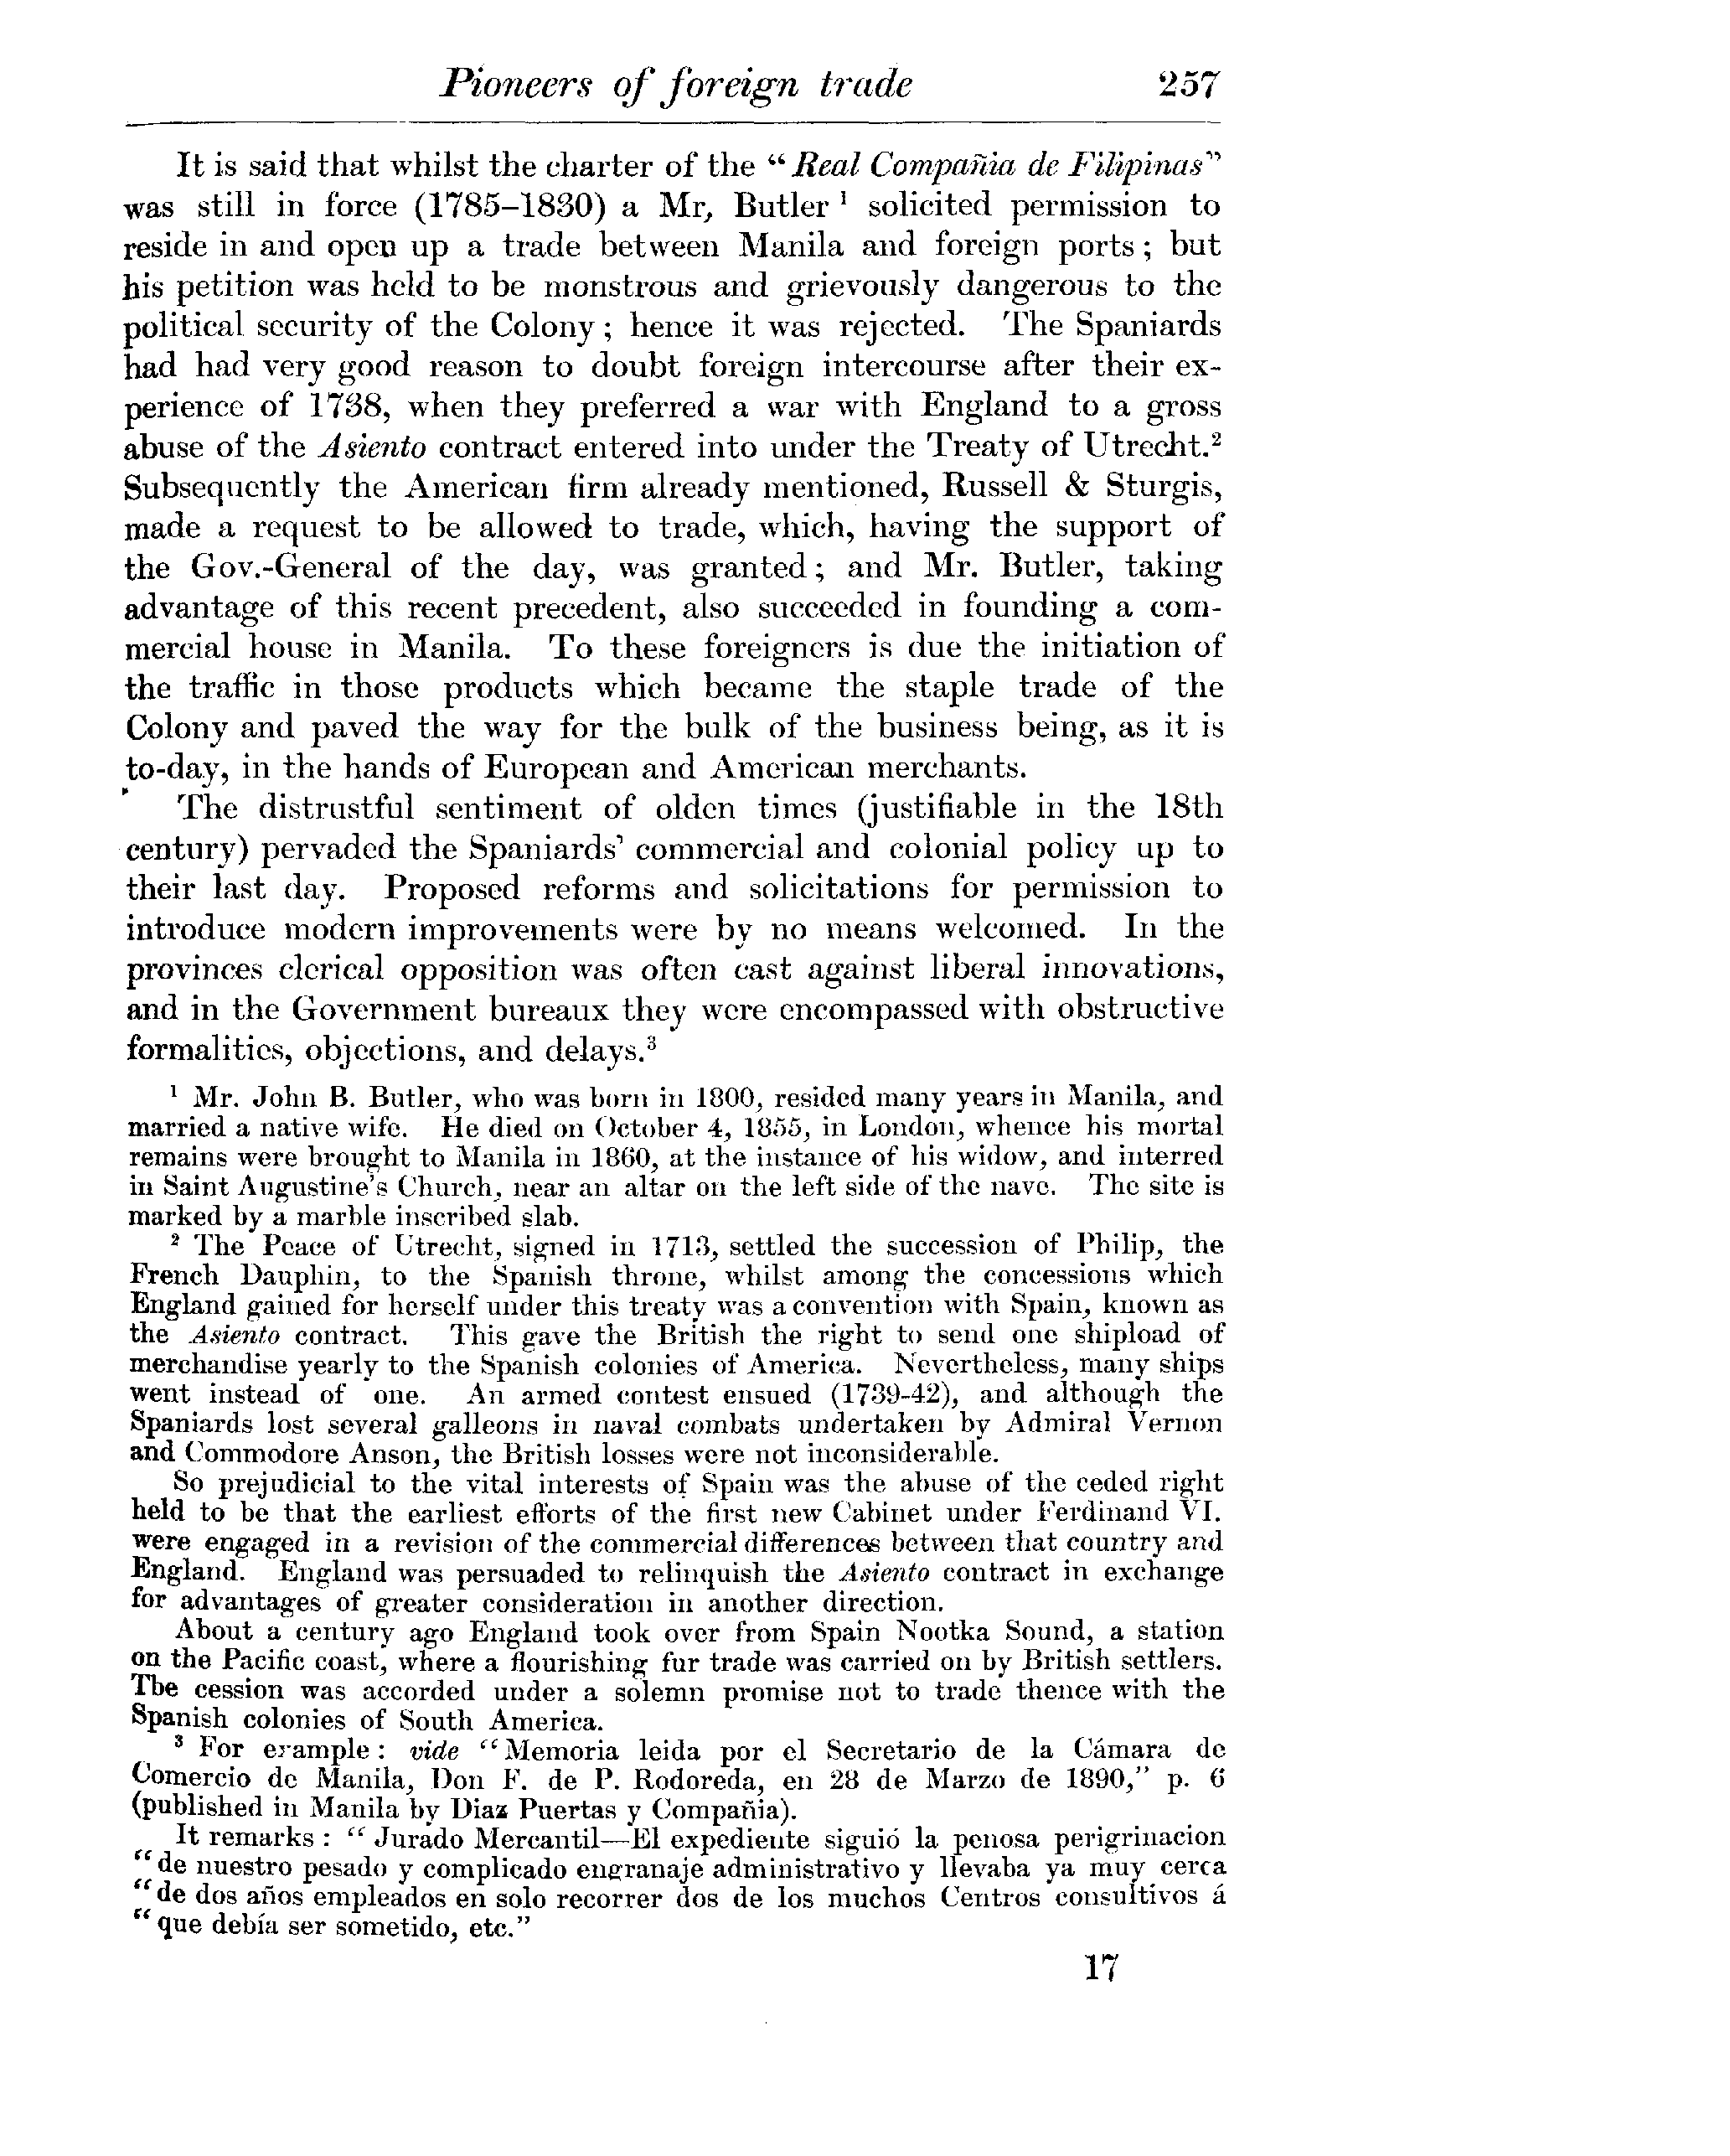 Pioneers of foreign trade 257
It is said that whilst the charter of the “ Real Compañia de Filipinas”
was still in force (1785–1830) a Mr, Butler ¹ solicited permission to
reside in and open up a trade between Manila and foreign ports ; but
his petition was held to be monstrous and grievously dangerous to the
political security of the Colony ; hence it was rejected. The Spaniards
had had very good reason to doubt foreign intercourse after their ex-
perience of 1738, when they preferred a war with England to a gross
abuse of the Asiento contract entered into under the Treaty of Utrecht.²
Subsequently the American firm already mentioned, Russell & Sturgis,
made a request to be allowed to trade, which, having the support of
the Gov.-General of the day, was granted ; and Mr. Butler, taking
advantage of this recent precedent, also succeeded in founding a com-
mercial house in Manila. To these foreigners is due the initiation of
the traffic in those products which became the staple trade of the
Colony and paved the way for the bulk of the business being, as it is
to-day, in the hands of European and American merchants.
The distrustful sentiment of olden times (justifiable in the 18th
century) pervaded the Spaniards’ commercial and colonial policy up to
their last day. Proposed reforms and solicitations for permission to
introduce modern improvements were by no means welcomed. In the
provinces clerical opposition was often cast against liberal innovations,
and in the Government bureaux they were encompassed with obstructive
formalities, objections, and delays.³
¹ Mr. John B. Butler, who was born in 1800, resided many years in Manila, and
married a native wife. He died on October 4, 1855, in London, whence his mortal
remains were brought to Manila in 1860, at the instance of his widow, and interred
in Saint Augustine’s Church, near an altar on the left side of the nave. The site is
marked by a marble inscribed slab.
² The Peace of Utrecht, signed in 1713, settled the succession of Philip, the
French Dauphin, to the Spanish throne, whilst among the concessions which
England gained for herself under this treaty was a convention with Spain, known as
the Asiento contract. This gave the British the right to send one shipload of
merchandise yearly to the Spanish colonies of America. Nevertheless, many ships
went instead of one. An armed contest ensued (1739-42), and although the
Spaniards lost several galleons in naval combats undertaken by Admiral Vernon
and Commodore Anson, the British losses were not inconsiderable.
So prejudicial to the vital interests of Spain was the abuse of the ceded right
held to be that the earliest efforts of the first new Cabinet under Ferdinand VI.
were engaged in a revision of the commercial differences between that country and
England. England was persuaded to relinquish the Asiento contract in exchange
for advantages of greater consideration in another direction.
About a century ago England took over from Spain Nootka Sound, a station
on the Pacific coast, where a flourishing fur trade was carried on by British settlers.
The cession was accorded under a solemn promise not to trade thence with the
Spanish colonies of South America.
³ For example : vide “Memoria leida por el Secretario de la Cámara de
Comercio de Manila, Don F. de P. Rodoreda, en 28 de Marzo de 1890,” p. 6
(published in Manila by Diaz Puertas y Compañia).
It remarks : “ Jurado Mercantil—El expediente siguió la penosa perigrinacion
“de nuestro pesado y complicado engranaje administrativo y llevaba ya muy cerca
“de dos años empleados en solo recorrer dos de los muchos Centros consultivos á
“que debía ser sometido, etc.”
17